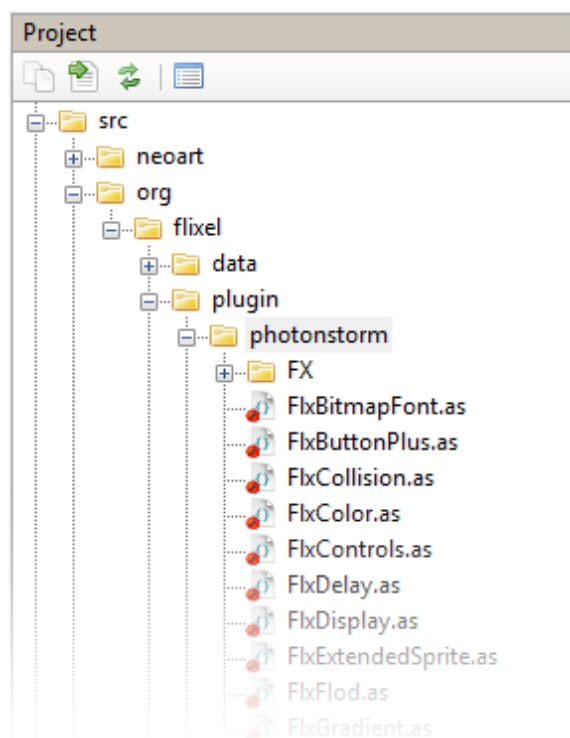 Project
src
neoart
org
flixel
data
plugin
photonstorm
FX
FlxBitmapFont.as
FlxButtonPlus.as
FlxCollision.as
FlxColor.as
FlxControls.as
FlxDelay.as
FlxDisplay.as
FlxExtendedSprite.as
FlxFlod.as
FlxGradient.as